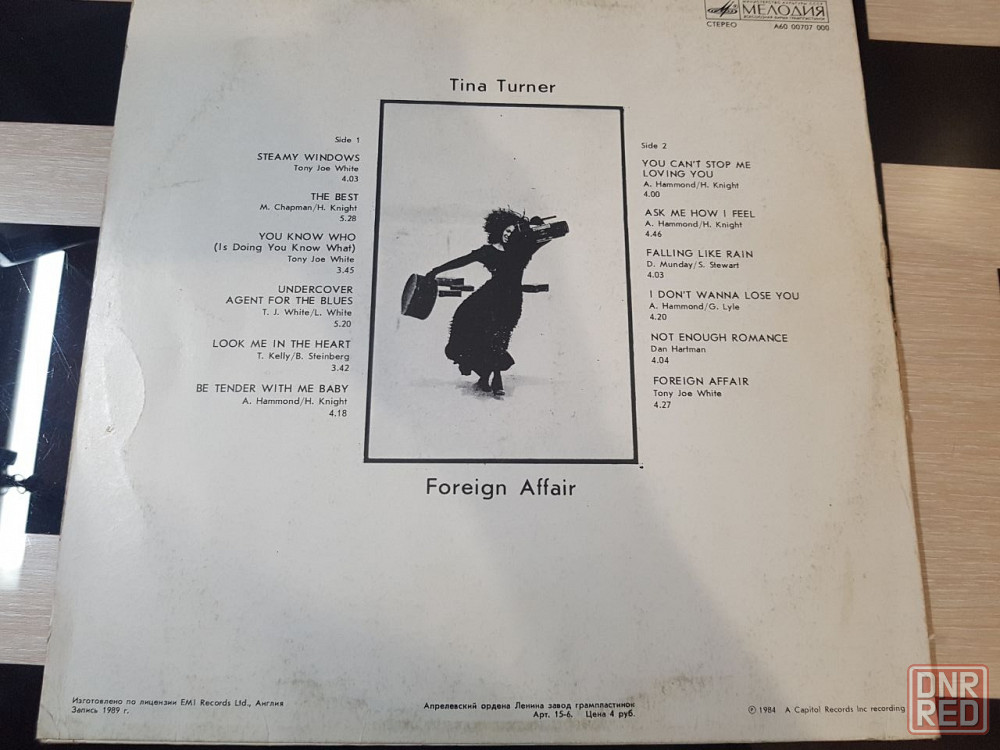 МЕЛОДИЯ
СТЕРЕО
А60 00707 000
Tina Turner
Side 1
STEAMY WINDOWS
Tony Joe White
4.03
THE BEST
M. Chapman/H. Knight
5.28
YOU KNOW WHO
(Is Doing You Know What)
Tony Joe White
3.45
UNDERCOVER
AGENT FOR THE BLUES
T. J. White/L. White
5.20
LOOK ME IN THE HEART
T. Kelly/B. Steinberg
3.42
BE TENDER WITH ME BABY
A. Hammond/H. Knight
4.18
Side 2
YOU CAN'T STOP ME
LOVING YOU
A. Hammond/H. Knight
4.00
ASK ME HOW I FEEL
A. Hammond/H. Knight
4.46
FALLING LIKE RAIN
D. Munday/S. Stewart
4.03
I DON'T WANNA LOSE YOU
A. Hammond/G. Lyle
4.20
NOT ENOUGH ROMANCE
Dan Hartman
4.04
FOREIGN AFFAIR
Tony Joe White
4.27
Foreign Affair
Изготовлено по лицензии EMI Records Ltd., Англия
Запись 1989 г.
Апрелевский ордена Ленина завод грампластинок
Арт. 15-6. Цена 4 руб.
℗ 1984 A Capitol Records Inc recording
DNR
RED